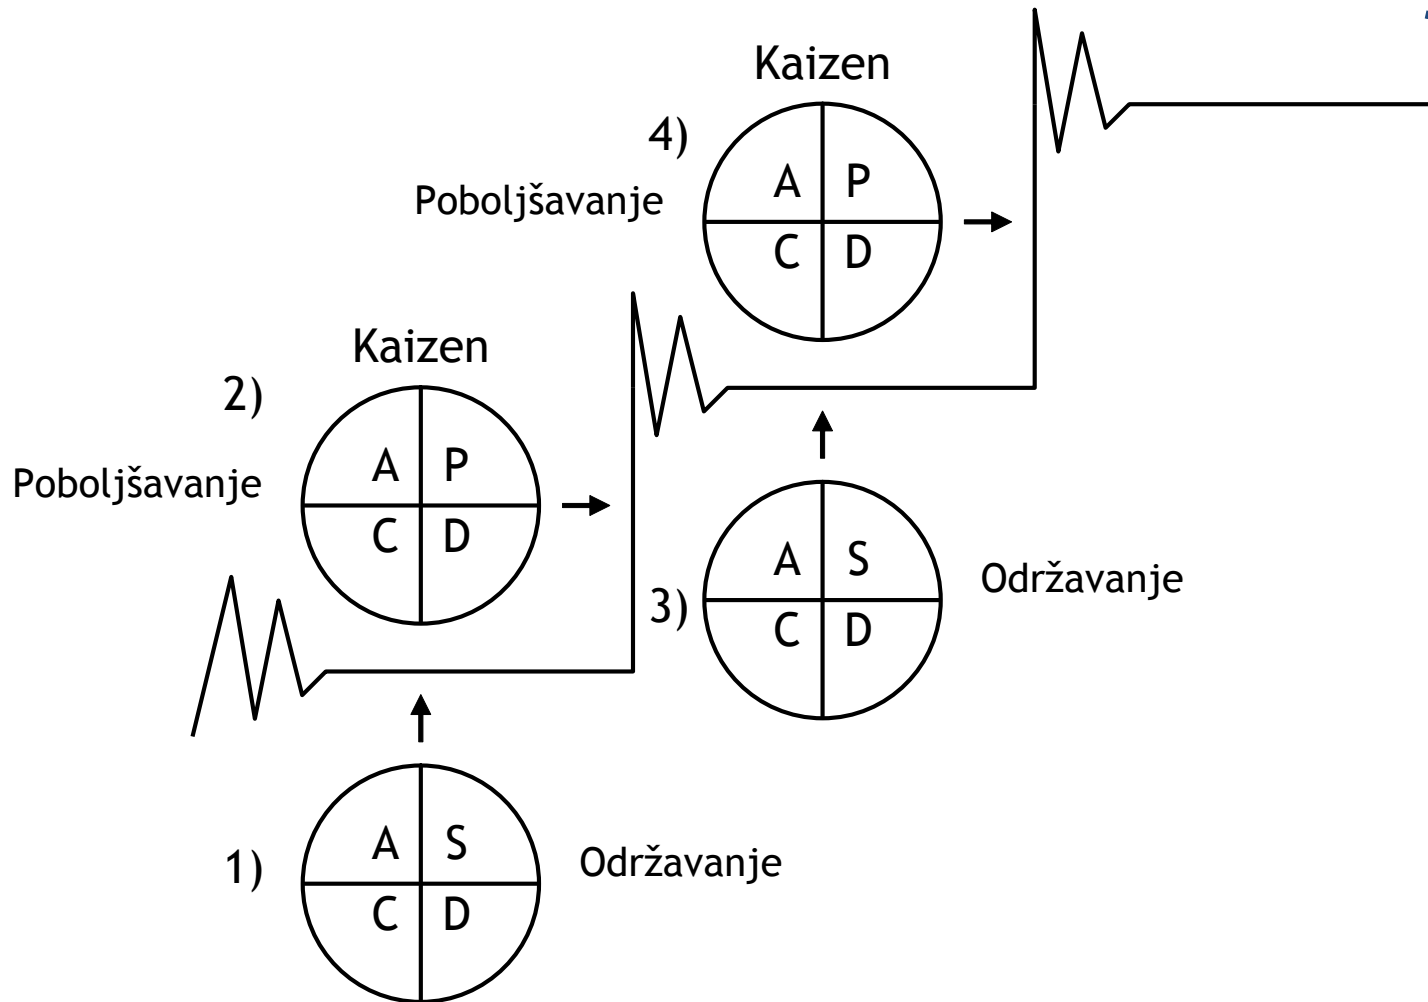 Kaizen
4)
A P
Poboljšavanje
C D
Kaizen
2)
A P
Poboljšavanje
C D
A S
Održavanje
3)
C D
A S
1)
Održavanje
C D